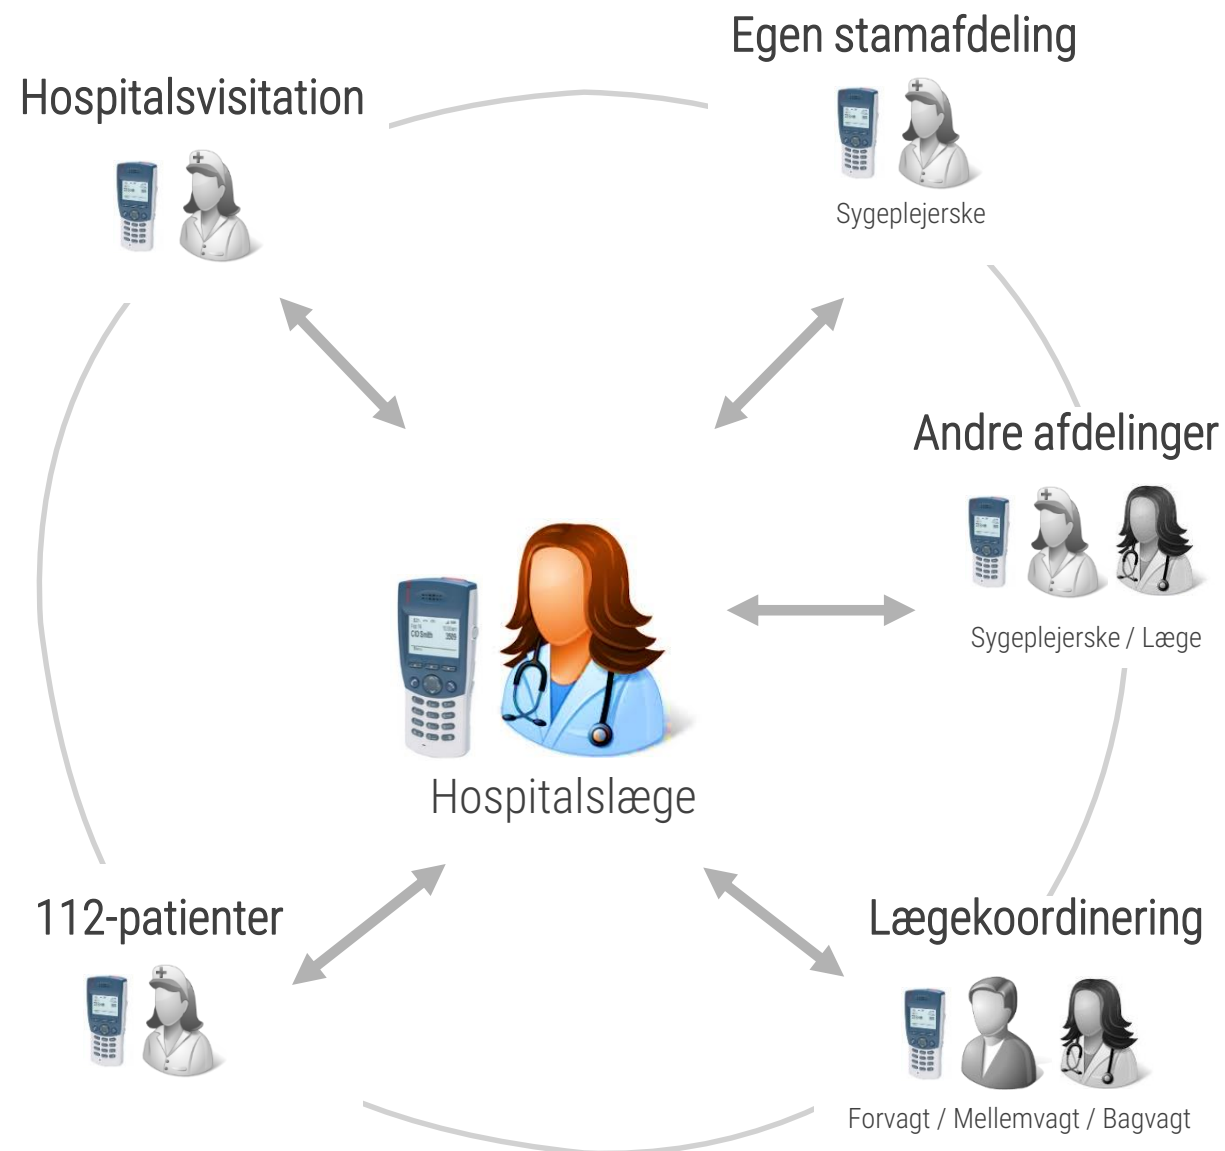 Egen stamafdeling
Hospitalsvisitation
Sygeplejerske
Andre afdelinger
Sygeplejerske / Læge
Hospitalslæge
112-patienter
Lægekoordinering
Forvagt / Mellemvagt / Bagvagt